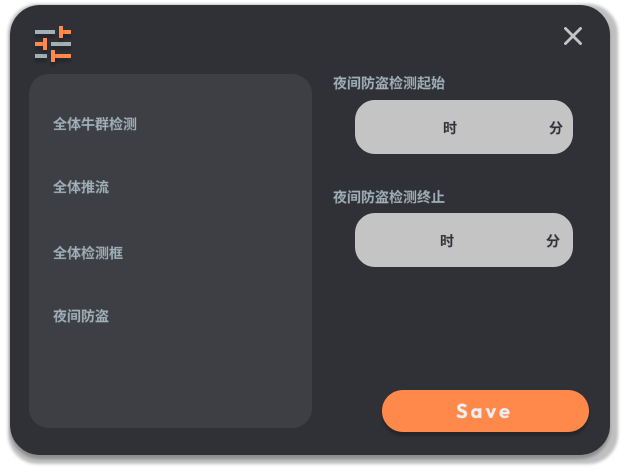 全体牛群检测
全体推流
全体检测框
夜间防盗
夜间防盗检测起始
时 分
夜间防盗检测终止
时 分
Save